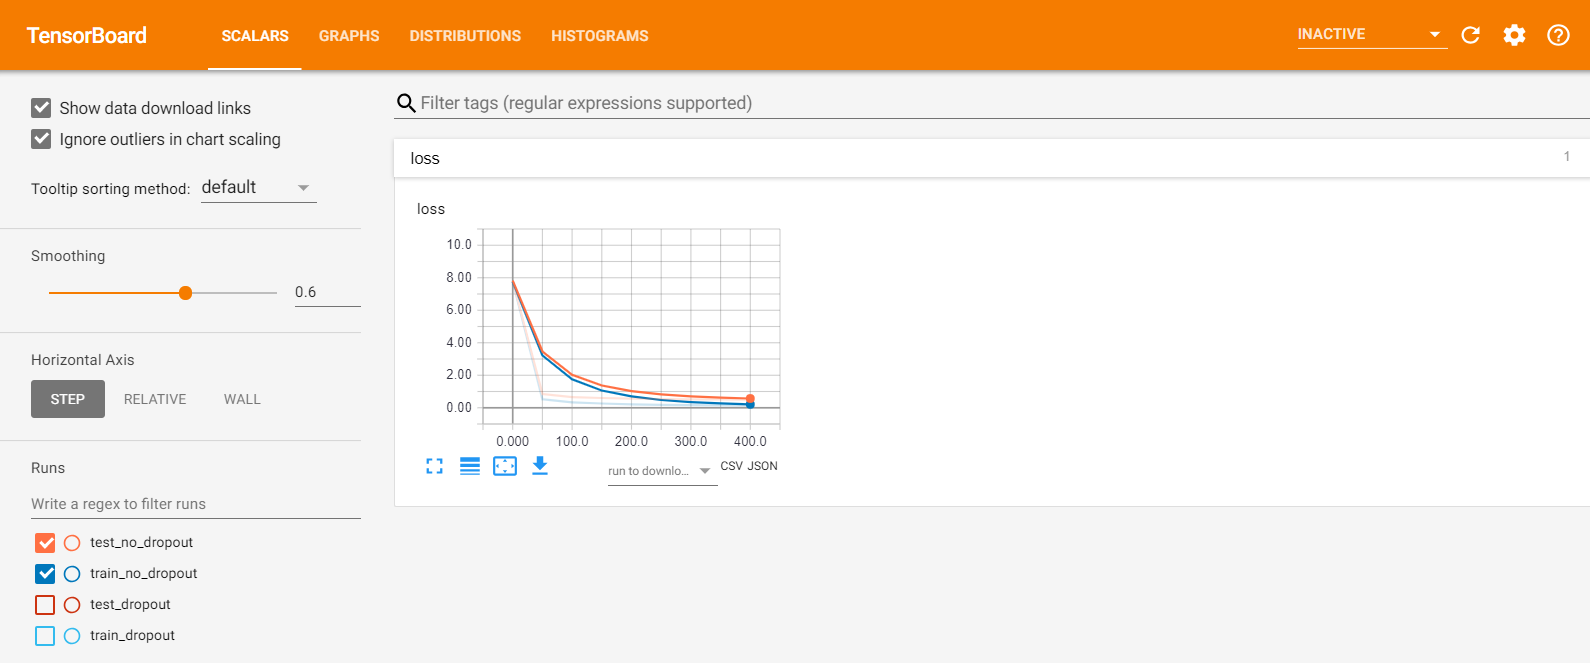 TensorBoard
SCALARS GRAPHS DISTRIBUTIONS HISTOGRAMS
INACTIVE
Show data download links
Ignore outliers in chart scaling
Tooltip sorting method: default
Smoothing
0.6
Horizontal Axis
STEP RELATIVE WALL
Runs
Write a regex to filter runs
test_no_dropout
train_no_dropout
test_dropout
train_dropout
Filter tags (regular expressions supported)
loss 1
loss
10.0
8.00
6.00
4.00
2.00
0.00
0.000 100.0 200.0 300.0 400.0
run to downlo... CSV JSON